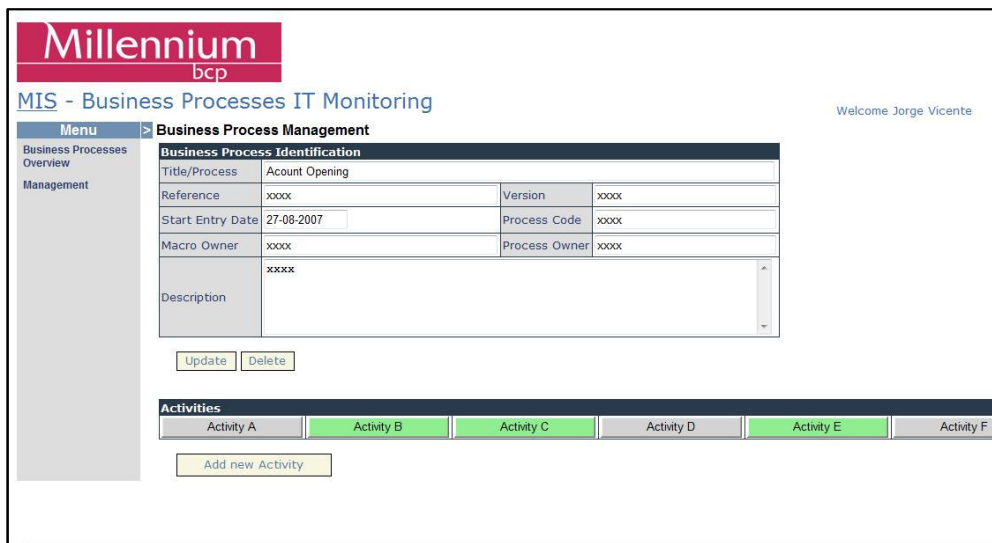 Millennium
bcp
MIS - Business Processes IT Monitoring
Welcome Jorge Vicente
Menu
> Business Process Management
Business Processes
Overview
Management
Business Process Identification
Title/Process Acount Opening
Reference xxxx Version xxxx
Start Entry Date 27-08-2007 Process Code xxxx
Macro Owner xxxx Process Owner xxxx
Description xxxx
Update Delete
Activities
Activity A Activity B Activity C Activity D Activity E Activity F
Add new Activity